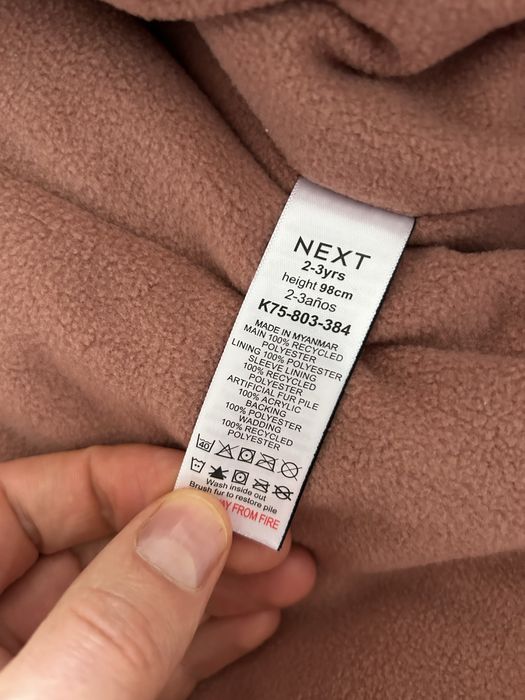 NEXT
2-3yrs
height 98cm
2-3años
K75-803-384
MADE IN MYANMAR
MAIN 100% RECYCLED
POLYESTER
LINING 100% POLYESTER
SLEEVE LINING
100% RECYCLED
POLYESTER
ARTIFICIAL FUR PILE
100% ACRYLIC
BACKING
100% POLYESTER
WADDING
100% RECYCLED
POLYESTER
40
Wash inside out
Brush fur to restore pile
FROM FIRE